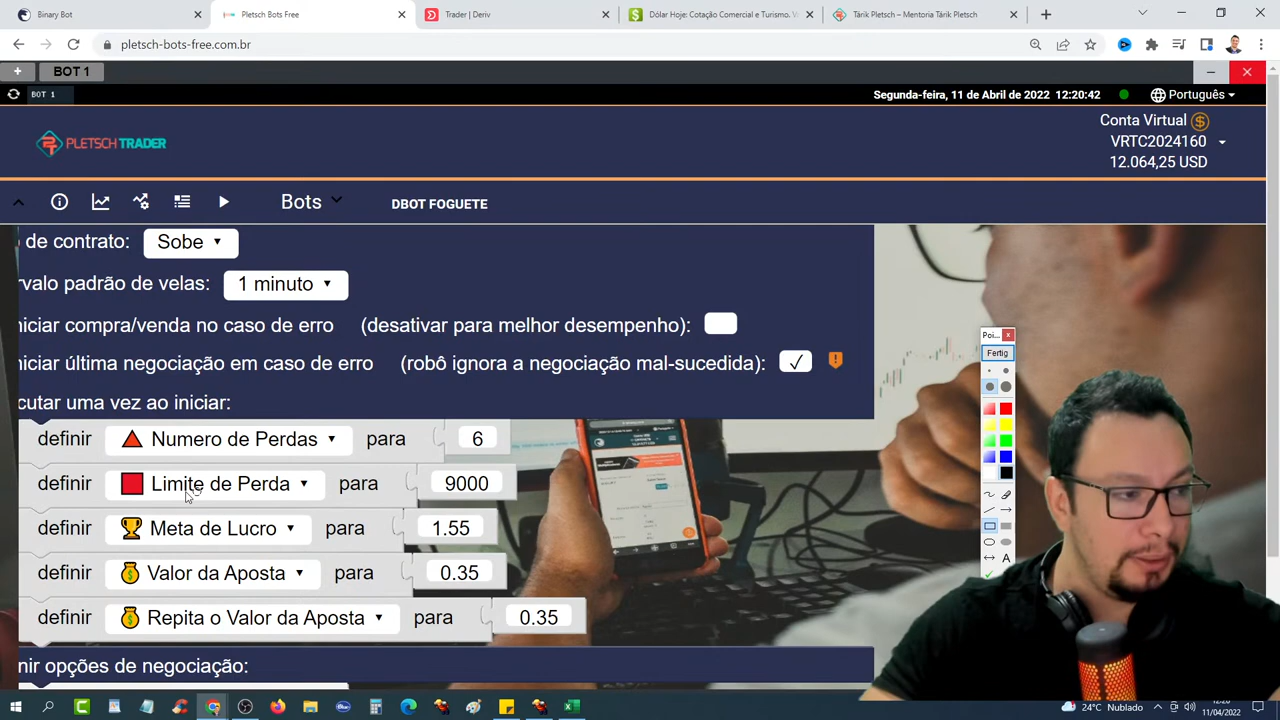 Binary Bot
Pletsch Bots Free
Trader | Deriv
Dólar Hoje: Cotação Comercial e Turismo. V
Tárik Pletsch – Mentoria Tárik Pletsch
pletsch-bots-free.com.br
BOT 1
BOT 1
Segunda-feira, 11 de Abril de 2022 12:20:42
Português
PLETSCH TRADER
Conta Virtual
VRTC2024160
12.064,25 USD
Bots
DBOT FOGUETE
de contrato: Sobe
rvalo padrão de velas: 1 minuto
niciar compra/venda no caso de erro (desativar para melhor desempenho):
niciar última negociação em caso de erro (robô ignora a negociação mal-sucedida):
cutar uma vez ao iniciar:
definir Numero de Perdas para 6
definir Limite de Perda para 9000
definir Meta de Lucro para 1.55
definir Valor da Aposta para 0.35
definir Repita o Valor da Aposta para 0.35
nir opções de negociação:
Poi...
Fertig
A
24°C Nublado
11/04/2022